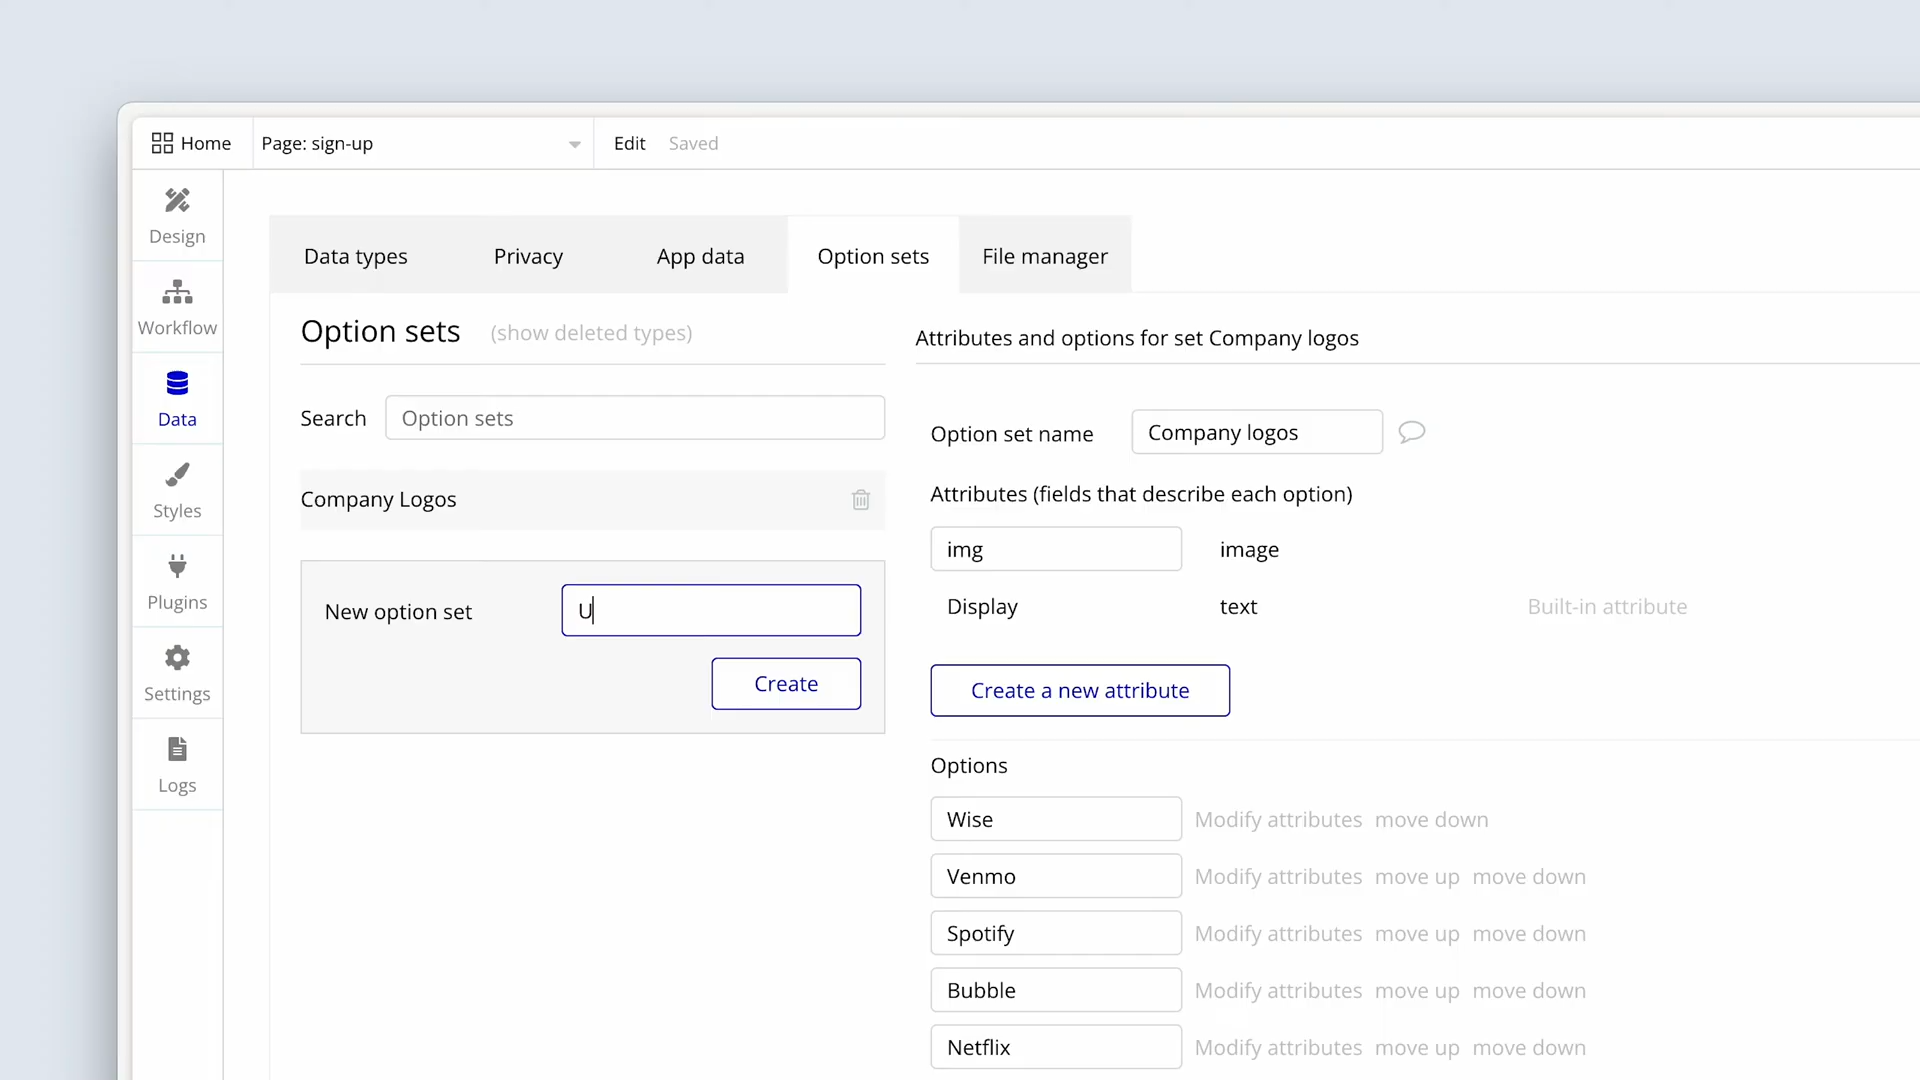 Home
Page: sign-up
Edit Saved
Design
Workflow
Data
Styles
Plugins
Settings
Logs
Data types
Privacy
App data
Option sets
File manager
Option sets (show deleted types)
Search Option sets
Company Logos
New option set U
Create
Attributes and options for set Company logos
Option set name Company logos
Attributes (fields that describe each option)
img image
Display text Built-in attribute
Create a new attribute
Options
Wise Modify attributes move down
Venmo Modify attributes move up move down
Spotify Modify attributes move up move down
Bubble Modify attributes move up move down
Netflix Modify attributes move up move down